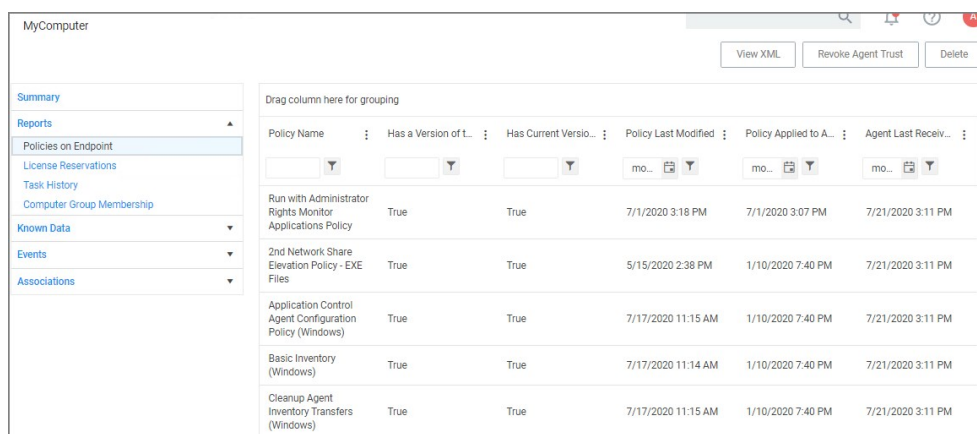 MyComputer
View XML
Revoke Agent Trust
Delete
Summary
Reports
Policies on Endpoint
License Reservations
Task History
Computer Group Membership
Known Data
Events
Associations
Drag column here for grouping
Policy Name
Has a Version of t...
Has Current Versio...
Policy Last Modified
Policy Applied to A...
Agent Last Receiv...
mo...
mo...
mo...
Run with Administrator
Rights Monitor
Applications Policy
True
True
7/1/2020 3:18 PM
7/1/2020 3:07 PM
7/21/2020 3:11 PM
2nd Network Share
Elevation Policy - EXE
Files
True
True
5/15/2020 2:38 PM
1/10/2020 7:40 PM
7/21/2020 3:11 PM
Application Control
Agent Configuration
Policy (Windows)
True
True
7/17/2020 11:15 AM
1/10/2020 7:40 PM
7/21/2020 3:11 PM
Basic Inventory
(Windows)
True
True
7/17/2020 11:14 AM
1/10/2020 7:40 PM
7/21/2020 3:11 PM
Cleanup Agent
Inventory Transfers
(Windows)
True
True
7/17/2020 11:15 AM
1/10/2020 7:40 PM
7/21/2020 3:11 PM